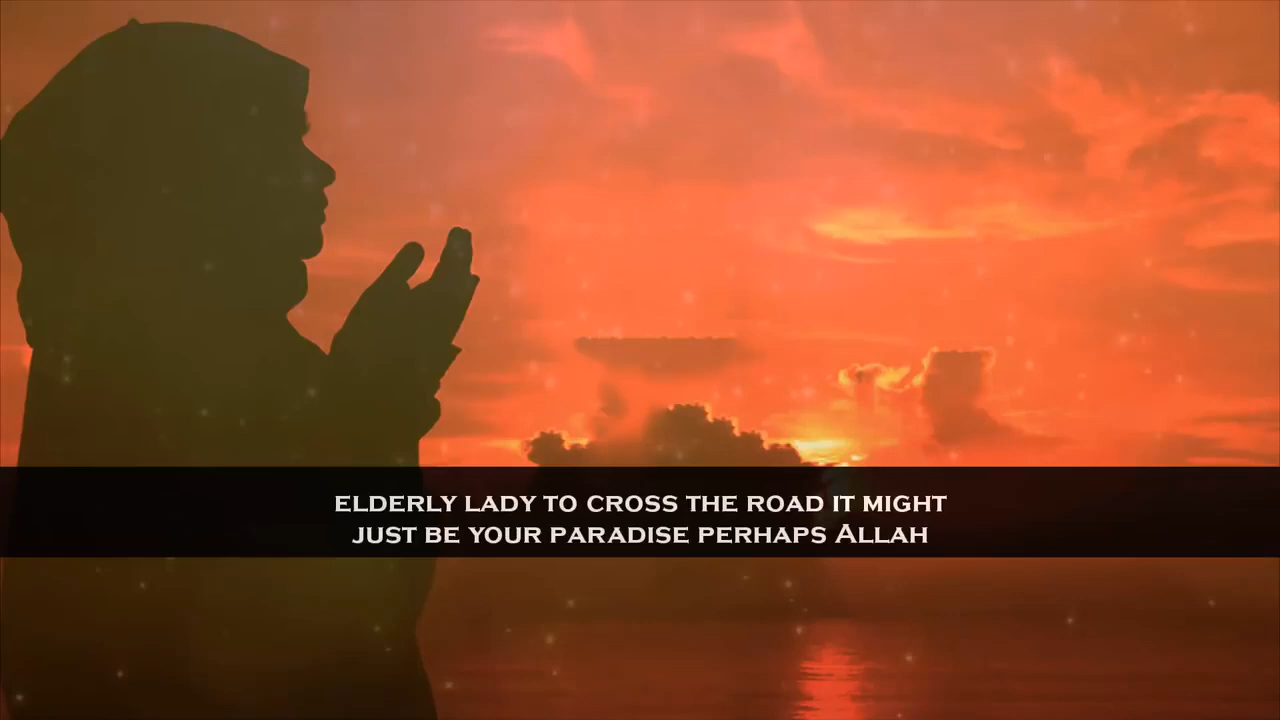 ELDERLY LADY TO CROSS THE ROAD IT MIGHT
JUST BE YOUR PARADISE PERHAPS ALLAH